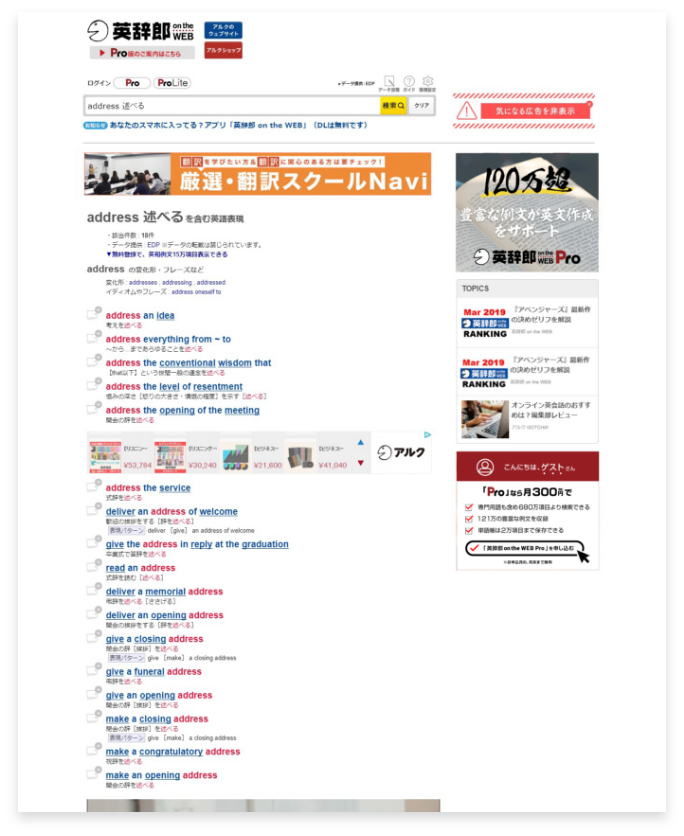 英辞郎 on the WEB
アルクのウェブサイト
Pro版のご案内はこちら
アルクショップ
ログイン Pro ProLite
データ提供：EDP
ガイド
address 述べる
検索
クリア
お知らせ あなたのスマホに入ってる？アプリ「英辞郎 on the WEB」（DLは無料です）
気になる広告を非表示
翻訳を学びたい方＆翻訳に関心のある方は要チェック！
厳選・翻訳スクールNavi
address 述べる を含む英語表現
・該当件数 : 18件
・データ提供 : EDP ※データの転載は禁じられています。
▼無料登録で、英和例文15万項目表示できる
address の変化形・フレーズなど
変化形 : addresses , addressing , addressed
イディオムやフレーズ : address oneself to
address an idea
考えを述べる
address everything from ~ to
～から…まであらゆることを述べる
address the conventional wisdom that
〔that以下〕という世間一般の通念を述べる
address the level of resentment
恨みの深さ［怒りの大きさ・憤慨の程度］を示す［述べる］
address the opening of the meeting
開会の辞を述べる
¥53,784
¥30,240
¥21,600
¥41,040
アルク
address the service
式辞を述べる
deliver an address of welcome
歓迎の挨拶をする［辞を述べる］
表現パターン deliver ［give］ an address of welcome
give the address in reply at the graduation
卒業式で答辞を述べる
read an address
式辞を読む［述べる］
deliver a memorial address
弔辞を述べる［ささげる］
deliver an opening address
開会の挨拶をする［辞を述べる］
give a closing address
閉会の辞［挨拶］を述べる
表現パターン give ［make］ a closing address
give a funeral address
弔辞を述べる
give an opening address
開会の辞［挨拶］を述べる
make a closing address
閉会の辞［挨拶］を述べる
表現パターン give ［make］ a closing address
make a congratulatory address
祝辞を述べる
make an opening address
開会の辞を述べる
120万超
豊富な例文が英文作成
をサポート
英辞郎 on the WEB Pro
TOPICS
Mar 2019
英辞郎 on the WEB
RANKING
『アベンジャーズ』最新作
の決めゼリフを解説
英辞郎 on the WEB
Mar 2019
英辞郎 on the WEB
RANKING
『アベンジャーズ』最新作
の決めゼリフを解説
英辞郎 on the WEB
オンライン英会話のおすす
めは？編集部レビュー
アルク GOTCHA!
こんにちは、ゲストさん
「Pro」なら月300円で
専門用語も含め680万項目より検索できる
121万の豊富な例文を収録
単語帳は2万項目まで保存できる
「英辞郎 on the WEB Pro」を申し込む
※お申込月の、月末まで無料